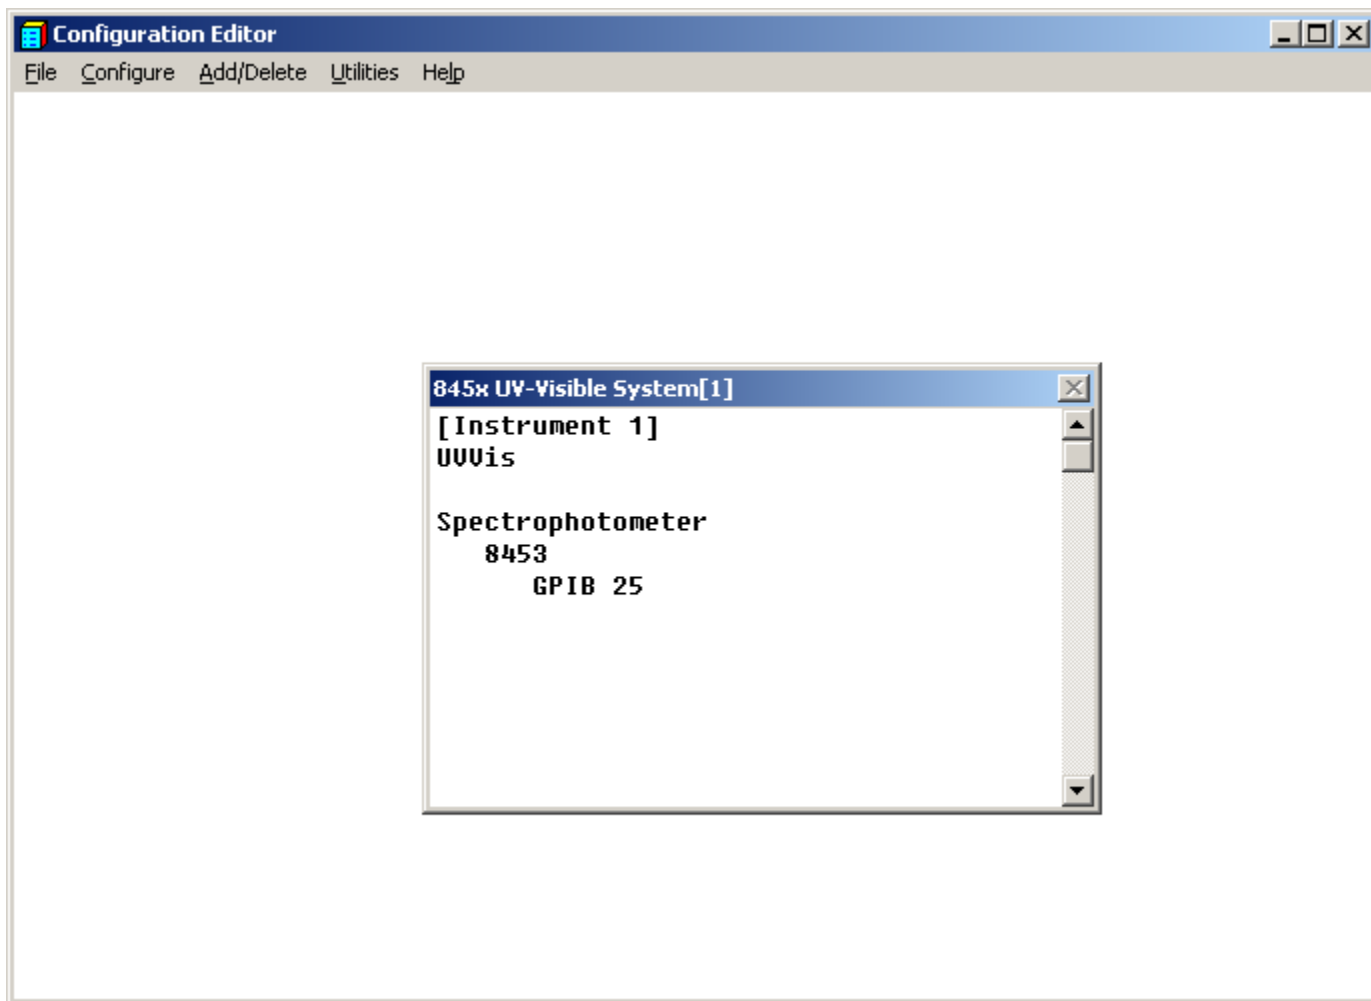 Configuration Editor
File Configure Add/Delete Utilities Help
845x UV-Visible System[1]
[Instrument 1]
UVVis
Spectrophotometer
8453
GPIB 25